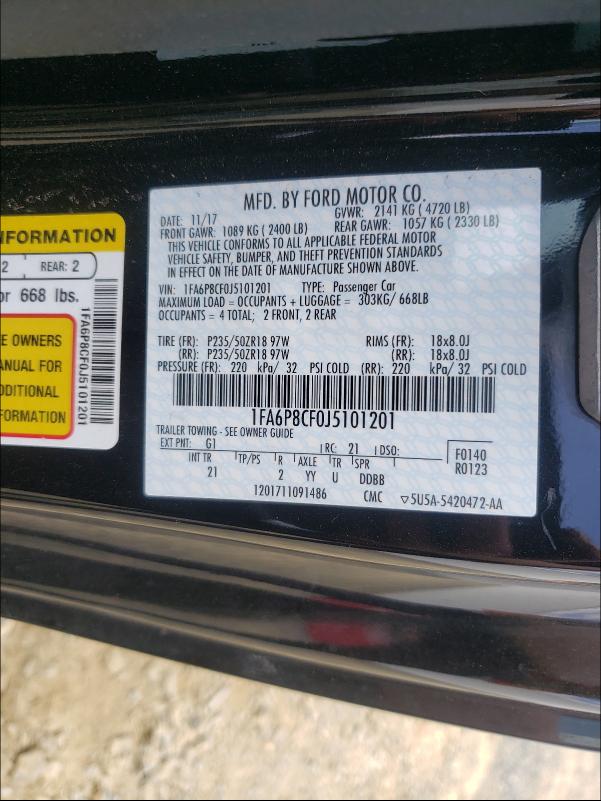 MFD. BY FORD MOTOR CO.
DATE: 11/17 GVWR: 2141 KG ( 4720 LB)
FRONT GAWR: 1089 KG ( 2400 LB) REAR GAWR: 1057 KG ( 2330 LB)
THIS VEHICLE CONFORMS TO ALL APPLICABLE FEDERAL MOTOR
VEHICLE SAFETY, BUMPER, AND THEFT PREVENTION STANDARDS
IN EFFECT ON THE DATE OF MANUFACTURE SHOWN ABOVE.
VIN: 1FA6P8CF0J5101201 TYPE: Passenger Car
MAXIMUM LOAD = OCCUPANTS + LUGGAGE = 303KG/ 668LB
OCCUPANTS = 4 TOTAL; 2 FRONT, 2 REAR
TIRE (FR): P235/50ZR18 97W RIMS (FR): 18x8.0J
(RR): P235/50ZR18 97W (RR): 18x8.0J
PRESSURE (FR): 220 kPa/ 32 PSI COLD (RR): 220 kPa/ 32 PSI COLD
1FA6P8CF0J5101201
TRAILER TOWING - SEE OWNER GUIDE
EXT PNT: G1 RC: 21 DSO: F0140
INT TR TP/PS R AXLE TR SPR R0123
21 2 YY U DDBB
1201711091486 CMC ▽5U5A-5420472-AA
NFORMATION
2 REAR: 2
or 668 lbs.
E OWNERS
ANUAL FOR
DDITIONAL
FORMATION
1FA6P8CF0J5101201